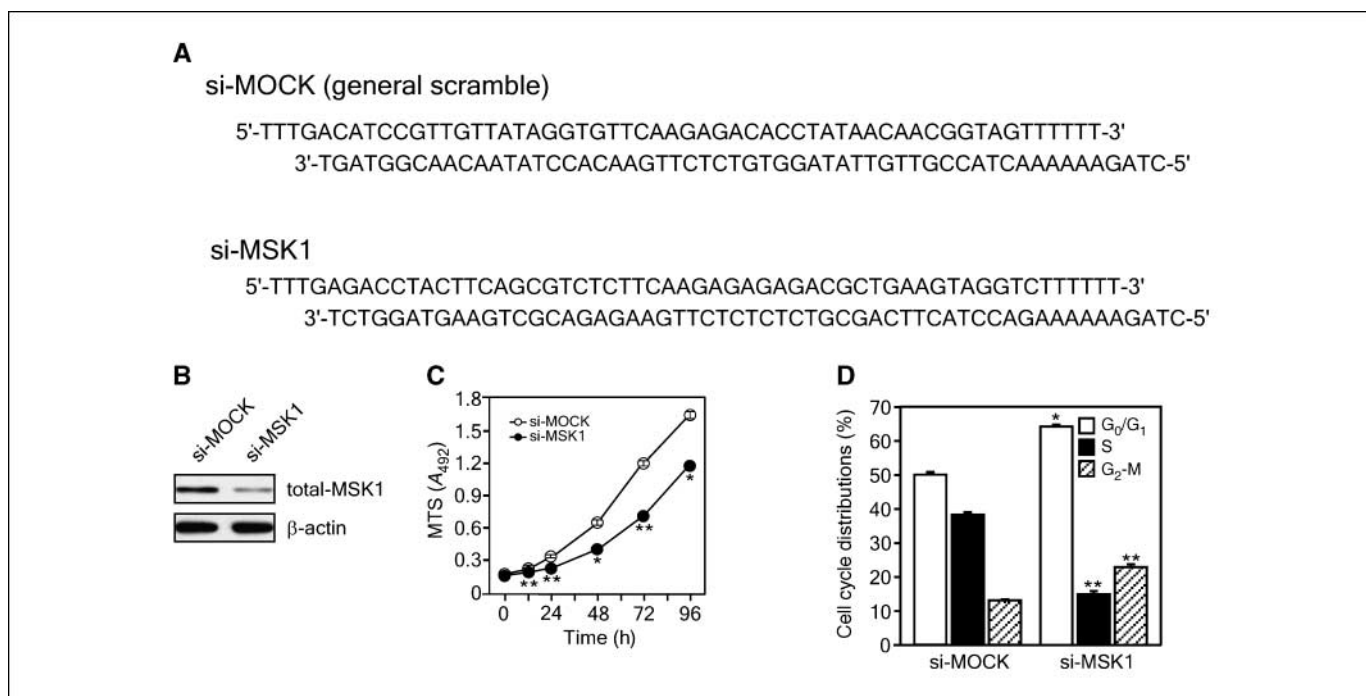 A
si-MOCK (general scramble)
5'-TTTGACATCCGTTGTTATAGGTGTTCAAGAGACACCTATAACAACGGTAGTTTTTT-3'
3'-TGATGGCAACAATATCCACAAGTTCTCTGTGGATATTGTTGCCATCAAAAAAGATC-5'
si-MSK1
5'-TTTGAGACCTACTTCAGCGTCTCTTCAAGAGAGAGACGCTGAAGTAGGTCTTTTTT-3'
3'-TCTGGATGAAGTCGCAGAGAAGTTCTCTCTCTGCGACTTCATCCAGAAAAAAGATC-5'
B
si-MOCK si-MSK1
total-MSK1
β-actin
C
MTS (A492)
1.8
1.5
1.2
0.9
0.6
0.3
0
si-MOCK
si-MSK1
** ** * ** *
0 24 48 72 96
Time (h)
D
Cell cycle distributions (%)
70
60
50
40
30
20
10
0
G0/G1
S
G2-M
*
** **
si-MOCK si-MSK1